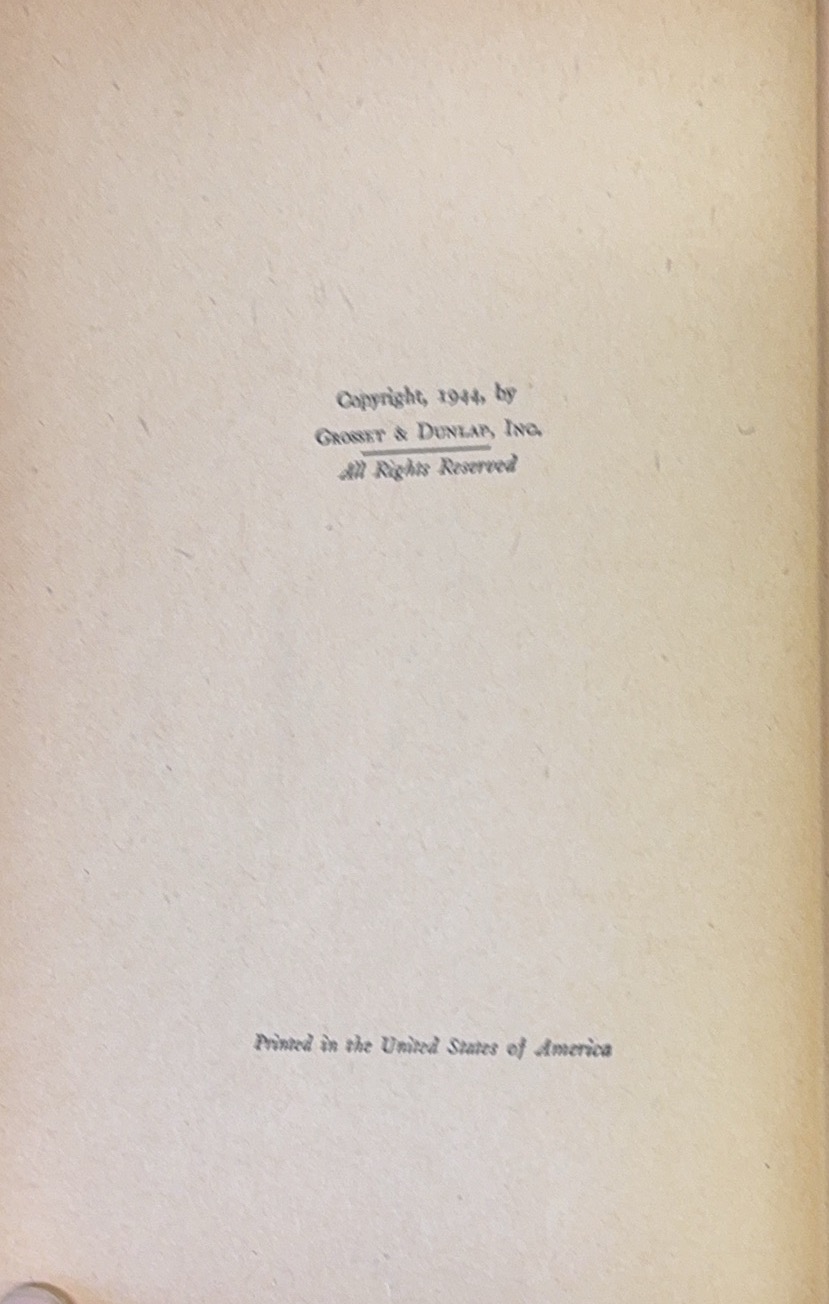 Copyright, 1944, by
GROSSET & DUNLAP, INC.
All Rights Reserved
Printed in the United States of America